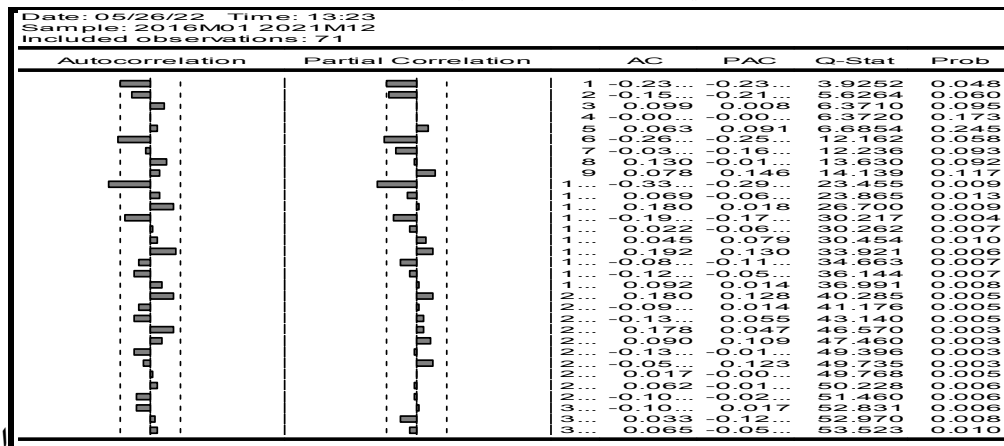 Date: 05/26/22 Time: 13:23
Sample: 2016M01 2021M12
Included observations: 71
Autocorrelation Partial Correlation AC PAC Q-Stat Prob
1 -0.23... -0.23... 3.9252 0.048
2 -0.15... -0.21... 5.6264 0.060
3 0.099 0.008 6.3710 0.095
4 -0.00... -0.00... 6.3720 0.173
5 0.063 0.091 6.6854 0.245
6 -0.26... -0.25... 12.162 0.058
7 -0.03... -0.16... 12.236 0.093
8 0.130 -0.01... 13.630 0.092
9 0.078 0.146 14.139 0.117
1... -0.33... -0.29... 23.455 0.009
1... 0.069 -0.06... 23.865 0.013
1... 0.180 0.018 26.700 0.009
1... -0.19... -0.17... 30.217 0.004
1... 0.022 -0.06... 30.262 0.007
1... 0.045 0.079 30.454 0.010
1... 0.192 0.130 33.921 0.006
1... -0.08... -0.11... 34.663 0.007
1... -0.12... -0.05... 36.144 0.007
1... 0.092 0.014 36.991 0.008
2... 0.180 0.128 40.285 0.005
2... -0.09... 0.014 41.176 0.005
2... -0.13... 0.055 43.140 0.005
2... 0.178 0.047 46.570 0.003
2... 0.090 0.109 47.460 0.003
2... -0.13... -0.01... 49.396 0.003
2... -0.05... 0.123 49.735 0.003
2... 0.017 -0.00... 49.768 0.005
2... 0.062 -0.01... 50.228 0.006
2... -0.10... -0.02... 51.460 0.006
3... -0.10... 0.017 52.831 0.006
3... 0.033 -0.12... 52.970 0.008
3... 0.065 -0.05... 53.523 0.010